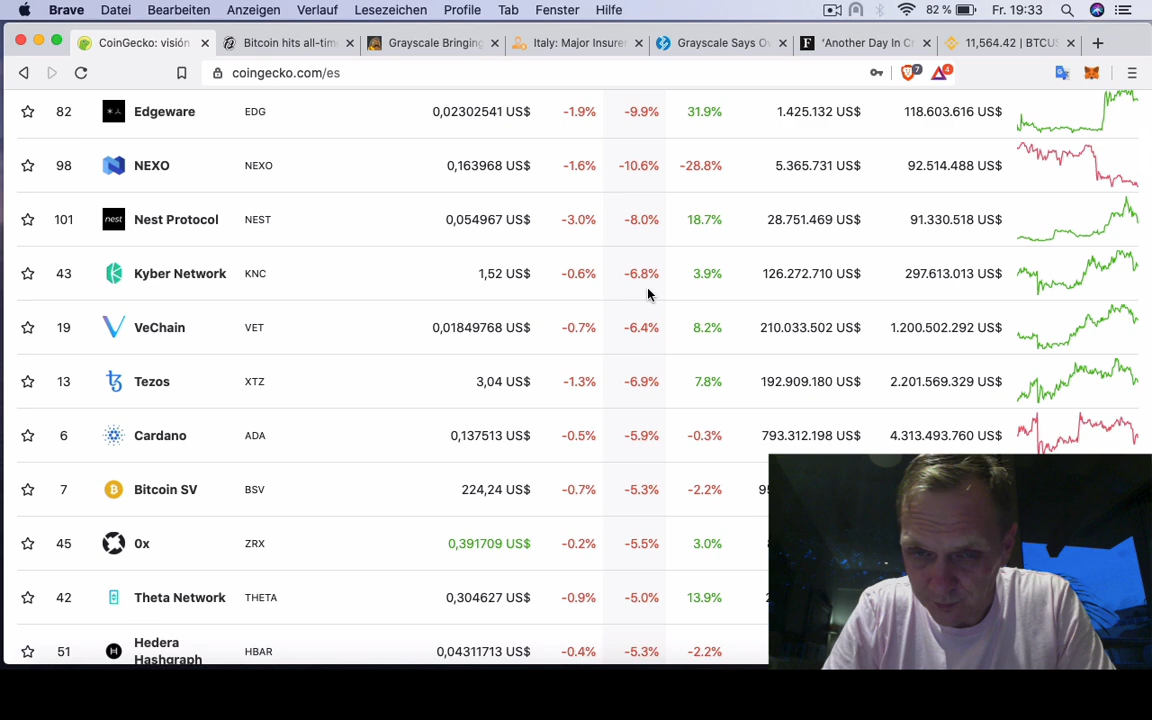 Brave Datei Bearbeiten Anzeigen Verlauf Lesezeichen Profile Tab Fenster Hilfe 82 % Fr. 19:33
CoinGecko: visión Bitcoin hits all-tim Grayscale Bringing Italy: Major Insurer Grayscale Says O 'Another Day In Cr 11,564.42 | BTCUS
coingecko.com/es 7 4
82 Edgeware EDG 0,02302541 US$ -1.9% -9.9% 31.9% 1.425.132 US$ 118.603.616 US$
98 NEXO NEXO 0,163968 US$ -1.6% -10.6% -28.8% 5.365.731 US$ 92.514.488 US$
101 nest Nest Protocol NEST 0,054967 US$ -3.0% -8.0% 18.7% 28.751.469 US$ 91.330.518 US$
43 Kyber Network KNC 1,52 US$ -0.6% -6.8% 3.9% 126.272.710 US$ 297.613.013 US$
19 VeChain VET 0,01849768 US$ -0.7% -6.4% 8.2% 210.033.502 US$ 1.200.502.292 US$
13 Tezos XTZ 3,04 US$ -1.3% -6.9% 7.8% 192.909.180 US$ 2.201.569.329 US$
6 Cardano ADA 0,137513 US$ -0.5% -5.9% -0.3% 793.312.198 US$ 4.313.493.760 US$
7 Bitcoin SV BSV 224,24 US$ -0.7% -5.3% -2.2%
45 0x ZRX 0,391709 US$ -0.2% -5.5% 3.0%
42 Theta Network THETA 0,304627 US$ -0.9% -5.0% 13.9%
51 Hedera Hashgraph HBAR 0,04311713 US$ -0.4% -5.3% -2.2%